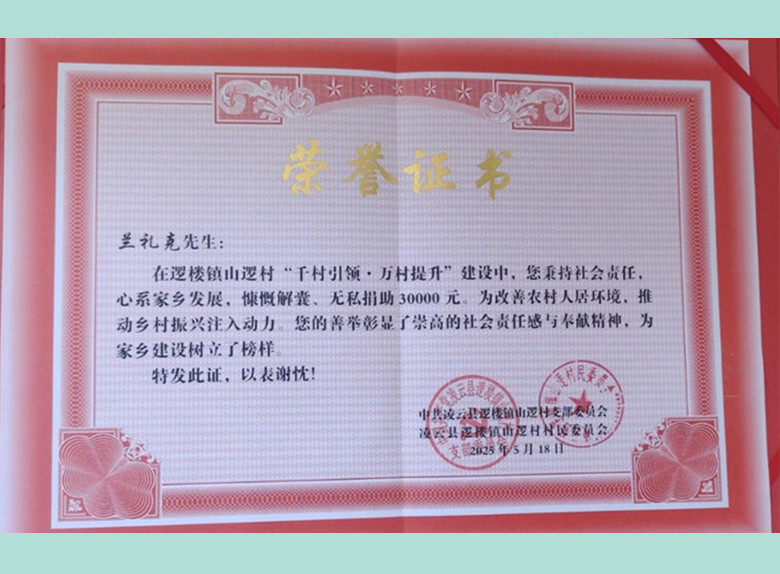 荣誉证书
兰礼克先生：
在逻楼镇山逻村“千村引领·万村提升”建设中，您秉持社会责任，
心系家乡发展，慷慨解囊、无私捐助30000元。为改善农村人居环境，推
动乡村振兴注入动力。您的善举彰显了崇高的社会责任感与奉献精神，为
家乡建设树立了榜样。
特发此证，以表谢忱！
中共凌云县逻楼镇山逻村支部委员会
凌云县逻楼镇山逻村村民委员会
2025年5月18日